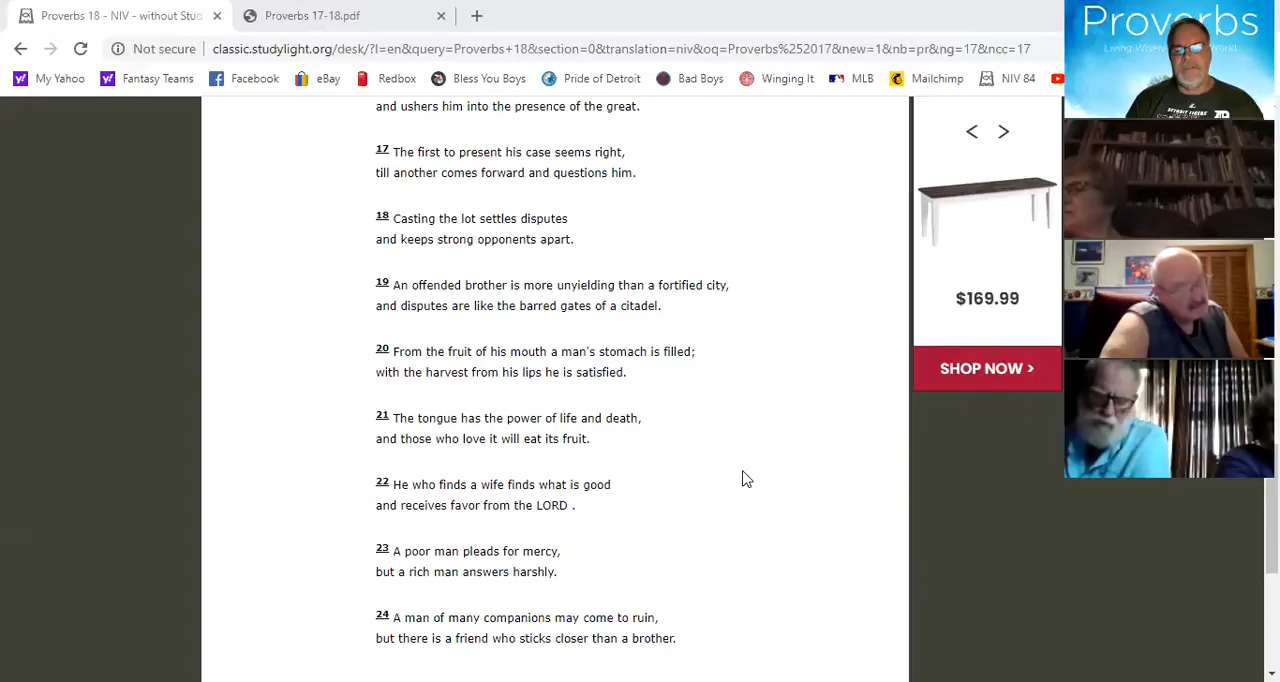 Proverbs 18 - NIV - without Stud
Proverbs 17-18.pdf
Not secure
classic.studylight.org/desk/?l=en&query=Proverbs+18&section=0&translation=niv&oq=Proverbs%252017&new=1&nb=pr&ng=17&ncc=17
My Yahoo
Fantasy Teams
Facebook
eBay
Redbox
Bless You Boys
Pride of Detroit
Bad Boys
Winging It
MLB
Mailchimp
NIV 84
and ushers him into the presence of the great.
17 The first to present his case seems right,
till another comes forward and questions him.
18 Casting the lot settles disputes
and keeps strong opponents apart.
19 An offended brother is more unyielding than a fortified city,
and disputes are like the barred gates of a citadel.
20 From the fruit of his mouth a man's stomach is filled;
with the harvest from his lips he is satisfied.
21 The tongue has the power of life and death,
and those who love it will eat its fruit.
22 He who finds a wife finds what is good
and receives favor from the LORD .
23 A poor man pleads for mercy,
but a rich man answers harshly.
24 A man of many companions may come to ruin,
but there is a friend who sticks closer than a brother.
< >
$169.99
SHOP NOW >
Proverbs